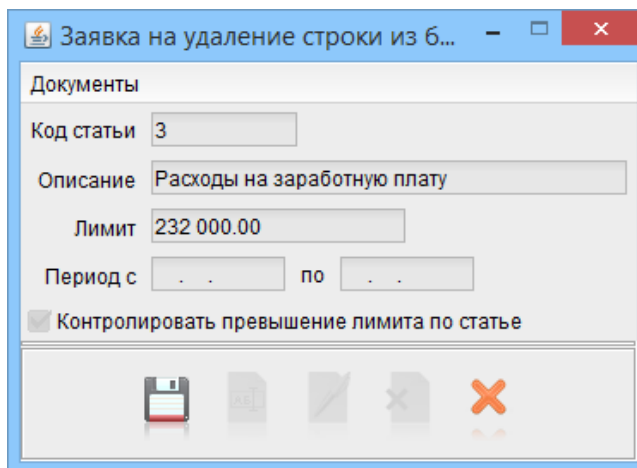 Заявка на удаление строки из б...
Документы
Код статьи 3
Описание Расходы на заработную плату
Лимит 232 000.00
Период с . . по . .
Контролировать превышение лимита по статье